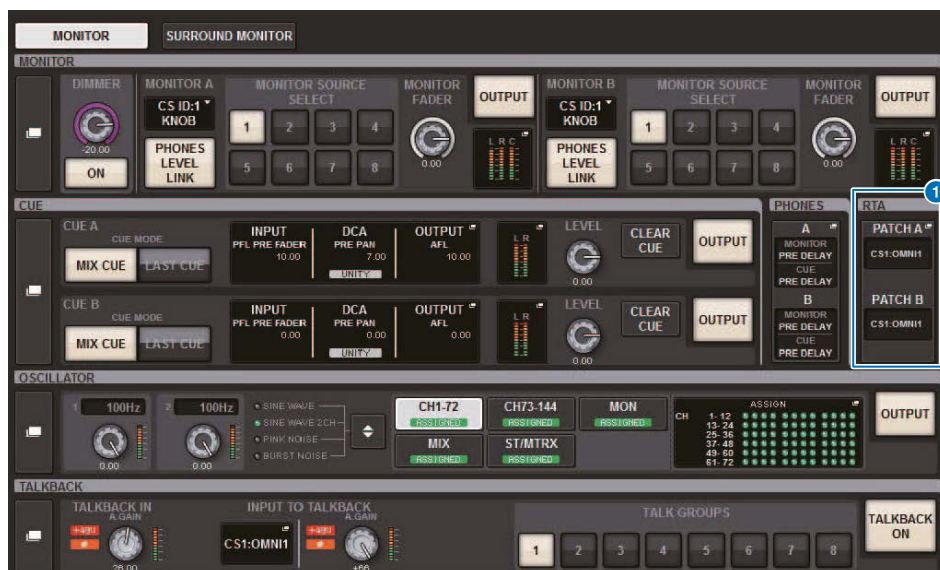 MONITOR
SURROUND MONITOR
MONITOR
DIMMER
-20.00
ON
MONITOR A
CS ID:1
KNOB
PHONES
LEVEL
LINK
MONITOR SOURCE
SELECT
1 2 3 4
5 6 7 8
MONITOR
FADER
0.00
OUTPUT
L R C
MONITOR B
CS ID:1
KNOB
PHONES
LEVEL
LINK
MONITOR SOURCE
SELECT
1 2 3 4
5 6 7 8
MONITOR
FADER
0.00
OUTPUT
L R C
CUE
CUE A
CUE MODE
MIX CUE
LAST CUE
INPUT
PFL PRE FADER
10.00
DCA
PRE PAN
7.00
UNITY
OUTPUT
AFL
10.00
L R
LEVEL
0.00
CLEAR
CUE
OUTPUT
CUE B
CUE MODE
MIX CUE
LAST CUE
INPUT
PFL PRE FADER
0.00
DCA
PRE PAN
0.00
UNITY
OUTPUT
AFL
0.00
L R
LEVEL
0.00
CLEAR
CUE
OUTPUT
PHONES
A
MONITOR
PRE DELAY
CUE
PRE DELAY
B
MONITOR
PRE DELAY
CUE
PRE DELAY
1
RTA
PATCH A
CS1:OMNI1
PATCH B
CS1:OMNI1
OSCILLATOR
1 100Hz
0.00
2 100Hz
0.00
SINE WAVE
SINE WAVE 2CH
PINK NOISE
BURST NOISE
CH1-72
ASSIGNED
CH73-144
ASSIGNED
MON
ASSIGNED
MIX
ASSIGNED
ST/MTRX
ASSIGNED
ASSIGN
CH 1-12
13-24
25-36
37-48
49-60
61-72
OUTPUT
TALKBACK
TALKBACK IN
A.GAIN
+48V
26.00
INPUT TO TALKBACK
CS1:OMNI1
A.GAIN
+48V
+66
TALK GROUPS
1 2 3 4 5 6 7 8
TALKBACK
ON